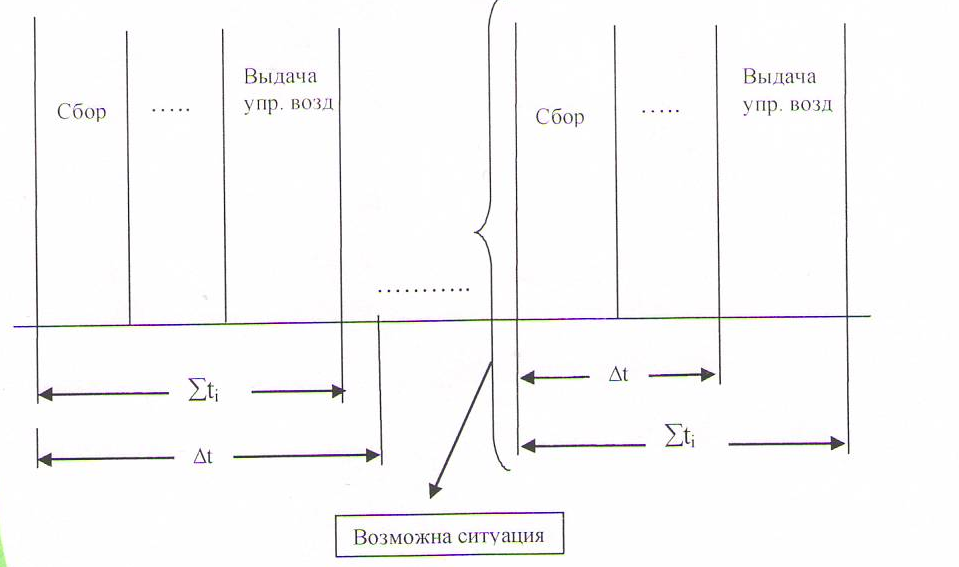 Сбор
.....
Выдача
упр. возд
...........
Сбор
.....
Выдача
упр. возд
∑tᵢ
Δt
Δt
∑tᵢ
Возможна ситуация